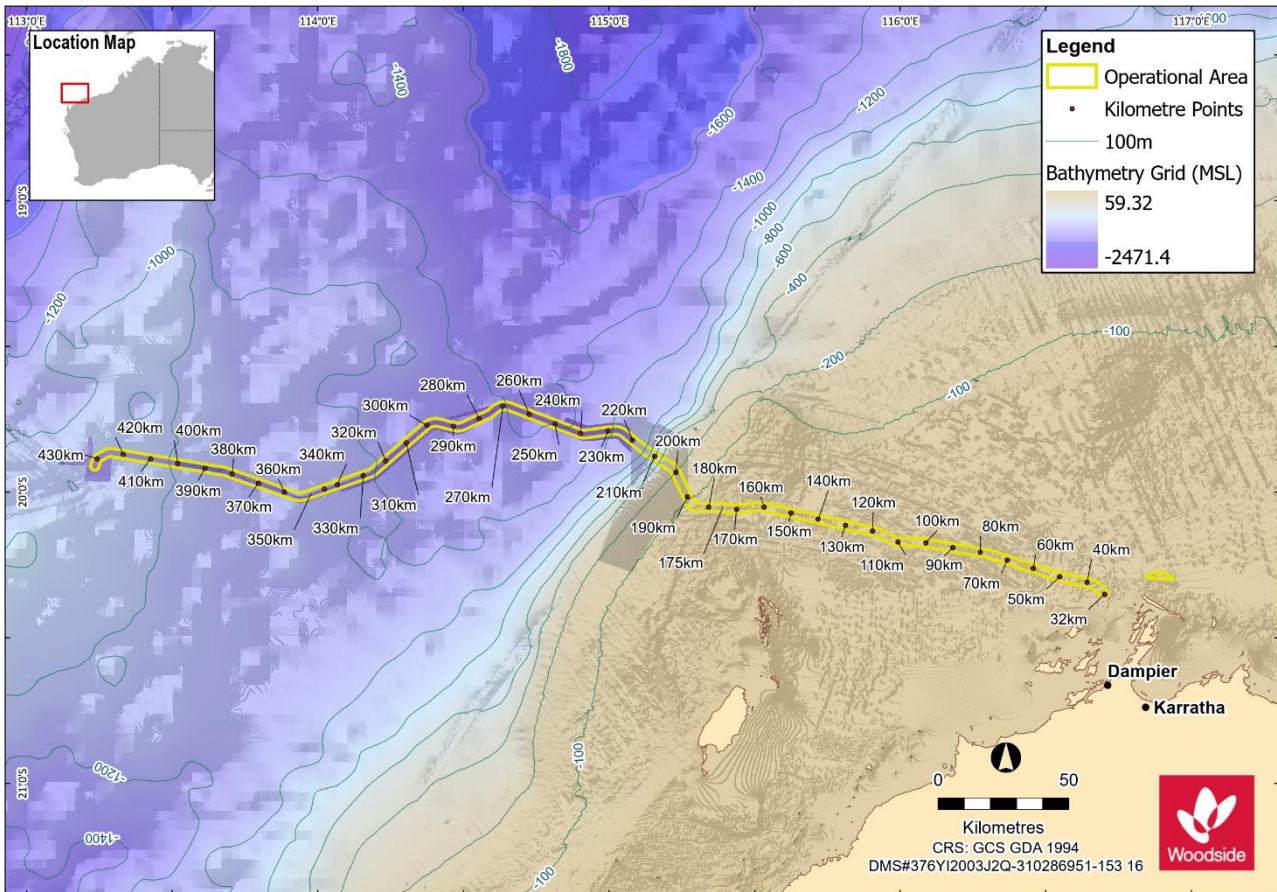 113°0'E
114°0'E
115°0'E
116°0'E
117°0'E
Location Map
Legend
Operational Area
Kilometre Points
100m
Bathymetry Grid (MSL)
59.32
-2471.4
19°0'S
20°0'S
21°0'S
-1800
-1400
-1600
-1200
-1400
-1000
-800
-600
-400
-200
-100
-100
-1000
-1200
-1200
-1400
-100
-100
430km
420km
410km
400km
390km
380km
370km
360km
350km
340km
330km
320km
310km
300km
290km
280km
270km
260km
250km
240km
230km
220km
210km
200km
190km
180km
175km
170km
160km
150km
140km
130km
120km
110km
100km
90km
80km
70km
60km
50km
40km
32km
Dampier
Karratha
0 50
Kilometres
CRS: GCS GDA 1994
DMS#376YI2003J2Q-310286951-153 16
Woodside